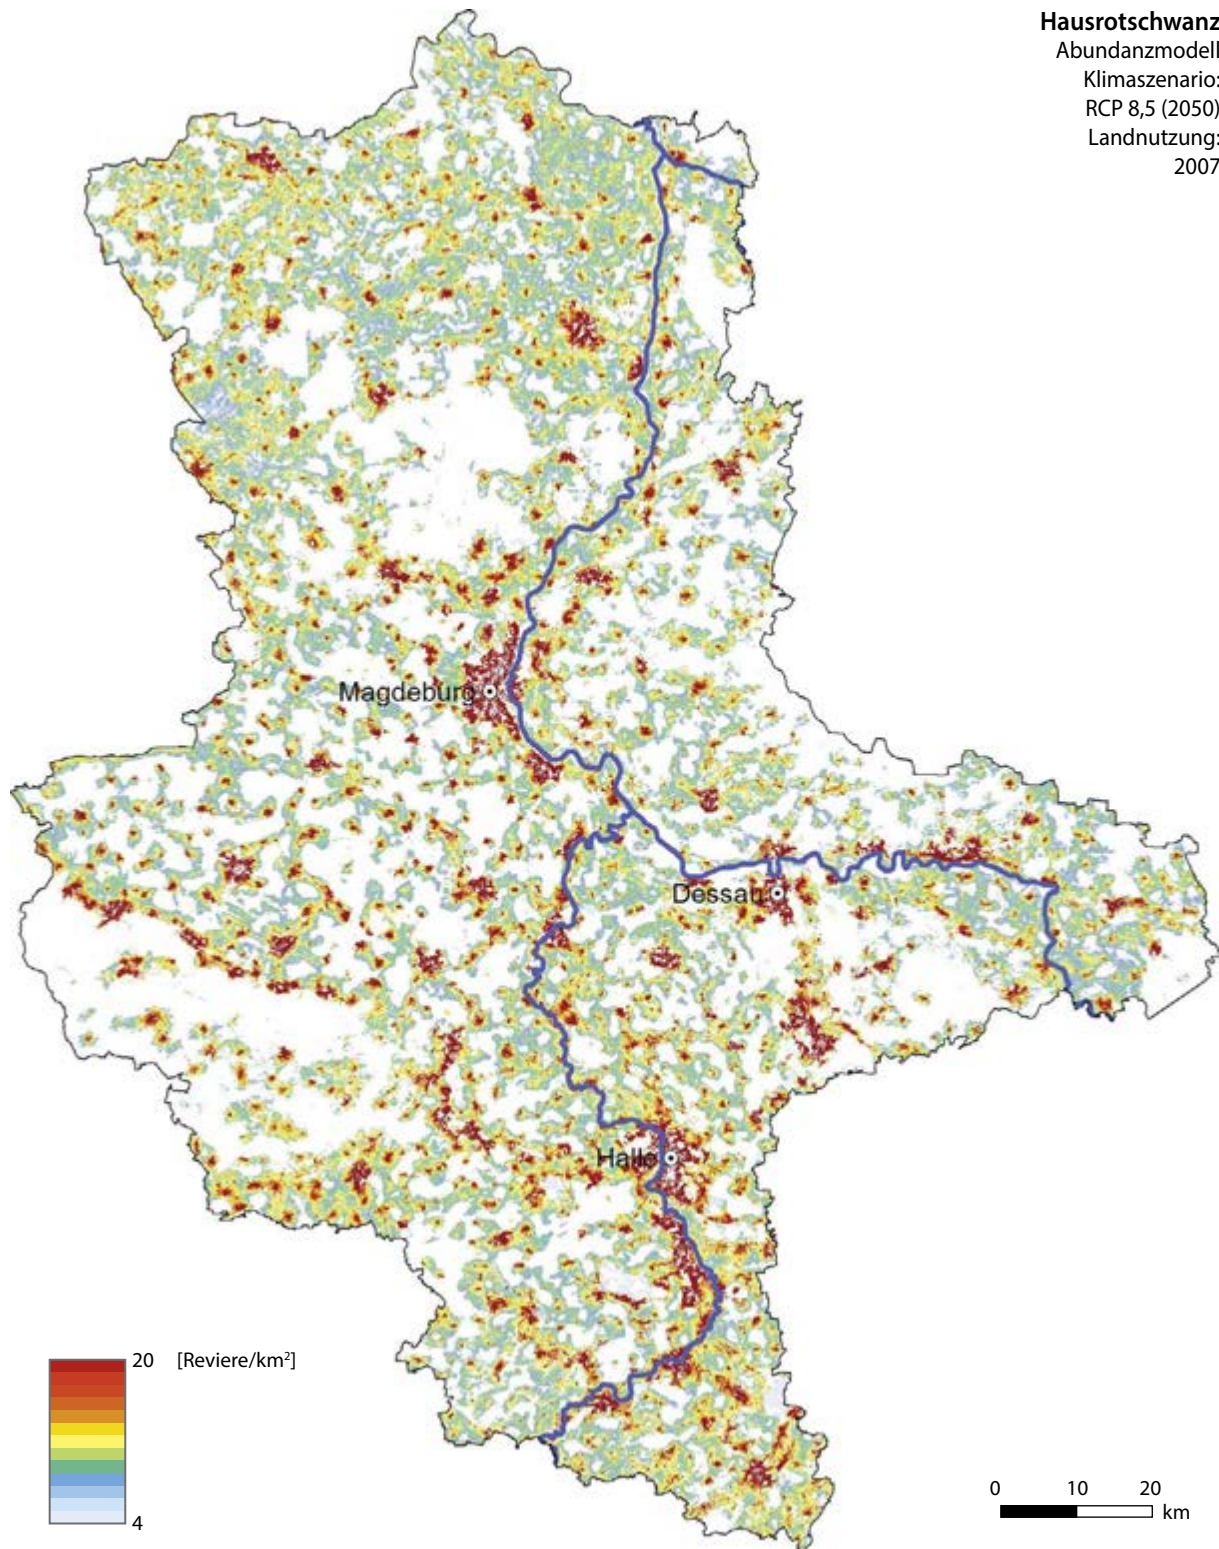 Hausrotschwanz
Abundanzmodell
Klimaszenario:
RCP 8,5 (2050)
Landnutzung:
2007
Magdeburg
Dessau
Halle
20 [Reviere/km²]
4
0 10 20
km